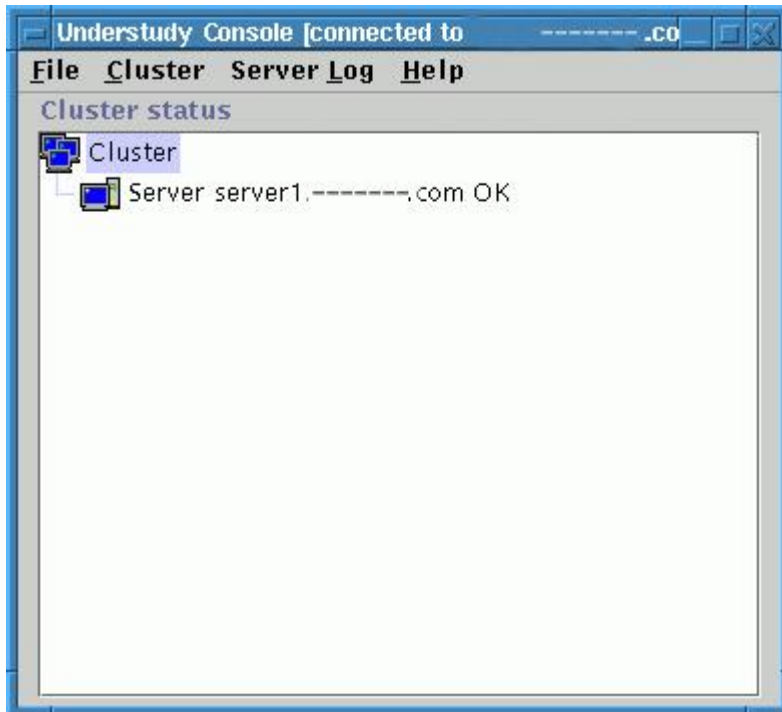 Understudy Console [connected to ------- .co
File Cluster Server Log Help
Cluster status
Cluster
Server server1.-------.com OK